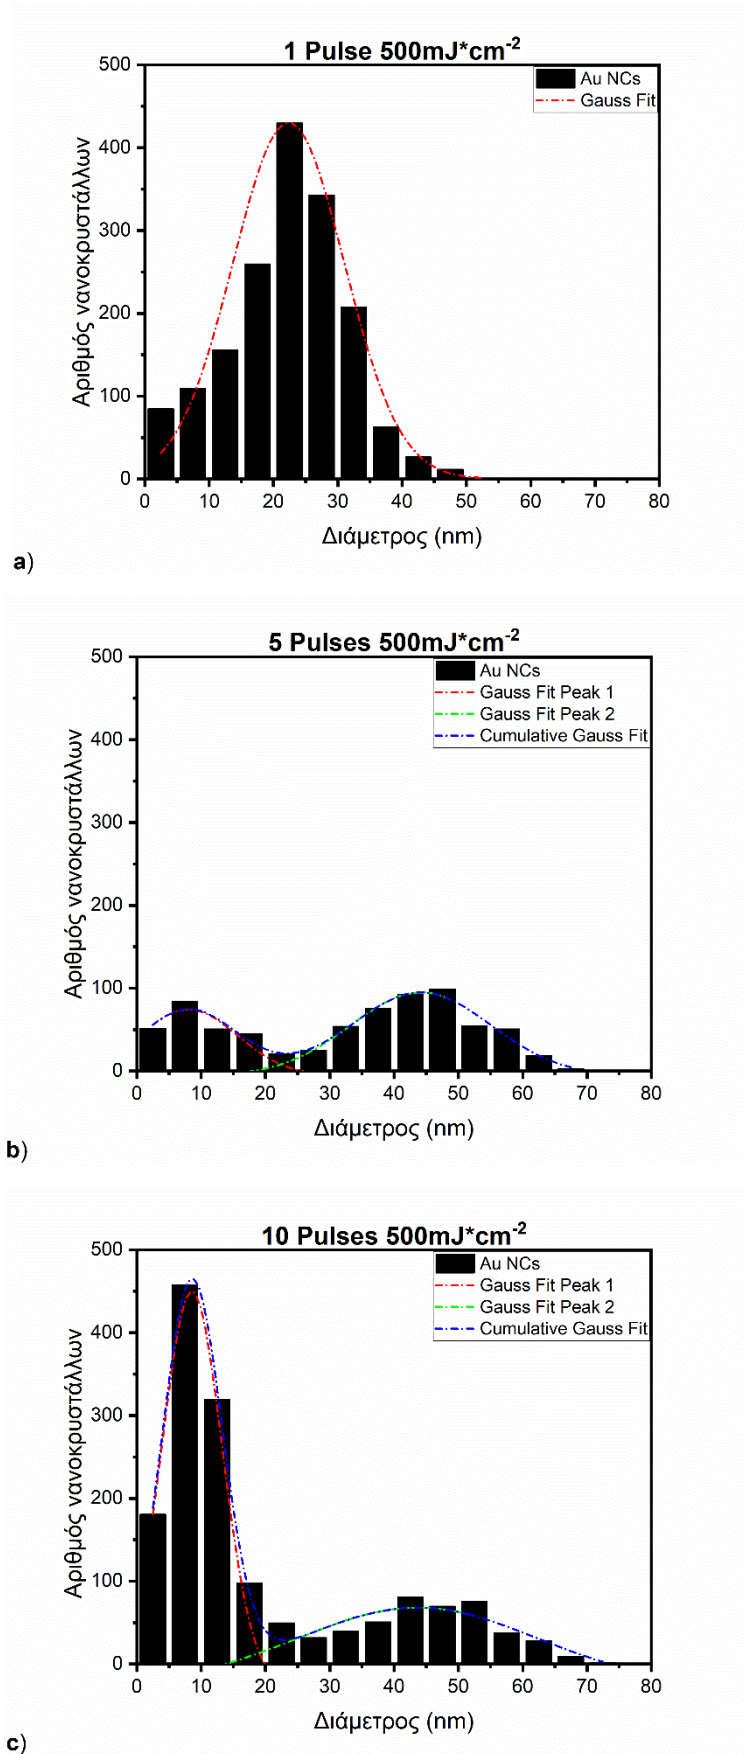 1 Pulse 500mJ*cm-2
500
400
300
200
100
0
Αριθμός νανοκρυστάλλων
Au NCs
Gauss Fit
0 10 20 30 40 50 60 70 80
Διάμετρος (nm)
a)
5 Pulses 500mJ*cm-2
500
400
300
200
100
0
Αριθμός νανοκρυστάλλων
Au NCs
Gauss Fit Peak 1
Gauss Fit Peak 2
Cumulative Gauss Fit
0 10 20 30 40 50 60 70 80
Διάμετρος (nm)
b)
10 Pulses 500mJ*cm-2
500
400
300
200
100
0
Αριθμός νανοκρυστάλλων
Au NCs
Gauss Fit Peak 1
Gauss Fit Peak 2
Cumulative Gauss Fit
0 10 20 30 40 50 60 70 80
Διάμετρος (nm)
c)